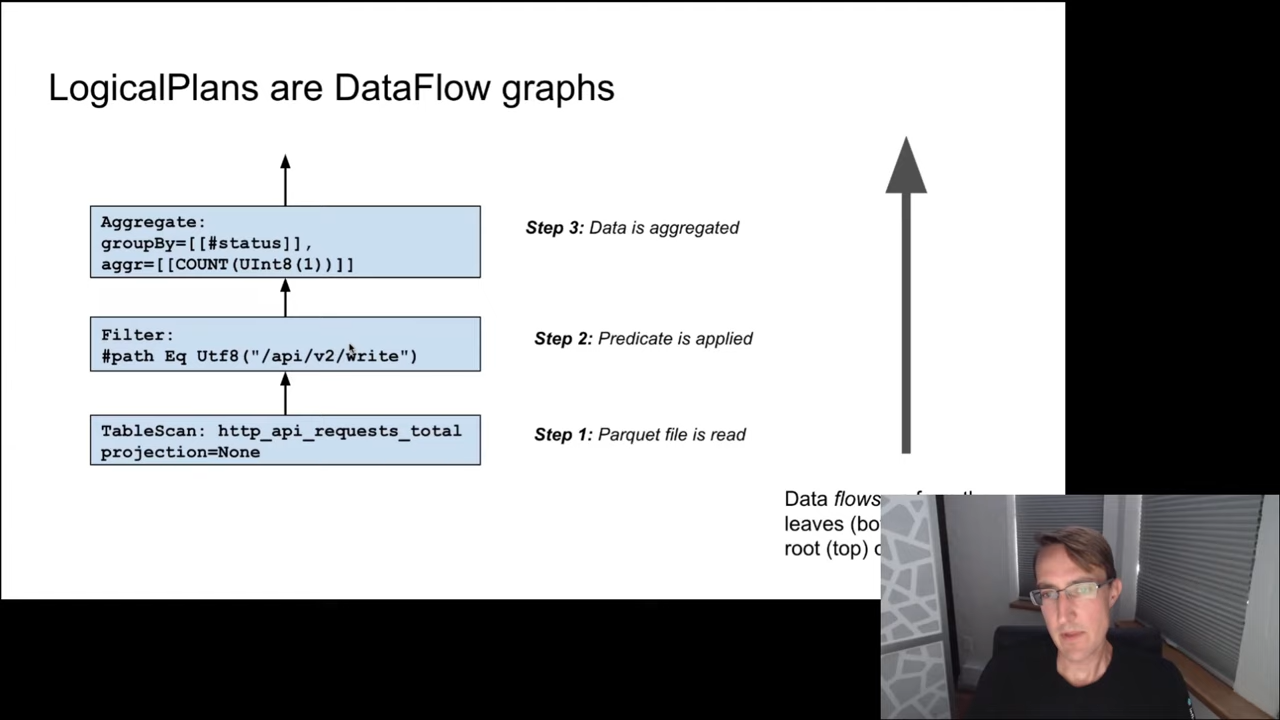 LogicalPlans are DataFlow graphs
Aggregate:
groupBy=[[#status]],
aggr=[[COUNT(UInt8(1))]]
Step 3: Data is aggregated
Filter:
#path Eq Utf8("/api/v2/write")
Step 2: Predicate is applied
TableScan: http_api_requests_total
projection=None
Step 1: Parquet file is read
Data flows
leaves
root (top)